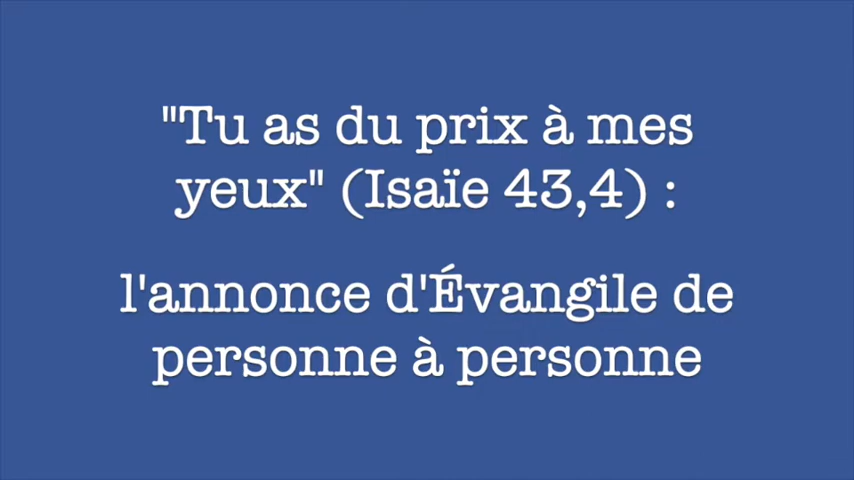 "Tu as du prix à mes
yeux" (Isaïe 43,4) :
l'annonce d'Évangile de
personne à personne